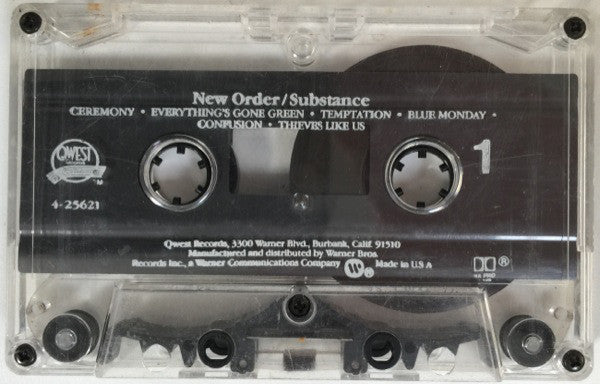 New Order/Substance
CEREMONY • EVERYTHING'S GONE GREEN • TEMPTATION • BLUE MONDAY •
CONFUSION • THIEVES LIKE US
1
QWEST
4-25621
Qwest Records, 3300 Warner Blvd., Burbank, Calif. 91510
Manufactured and distributed by Warner Bros.
Records Inc., a Warner Communications Company ® Made in U.S.A
®
HX PRO